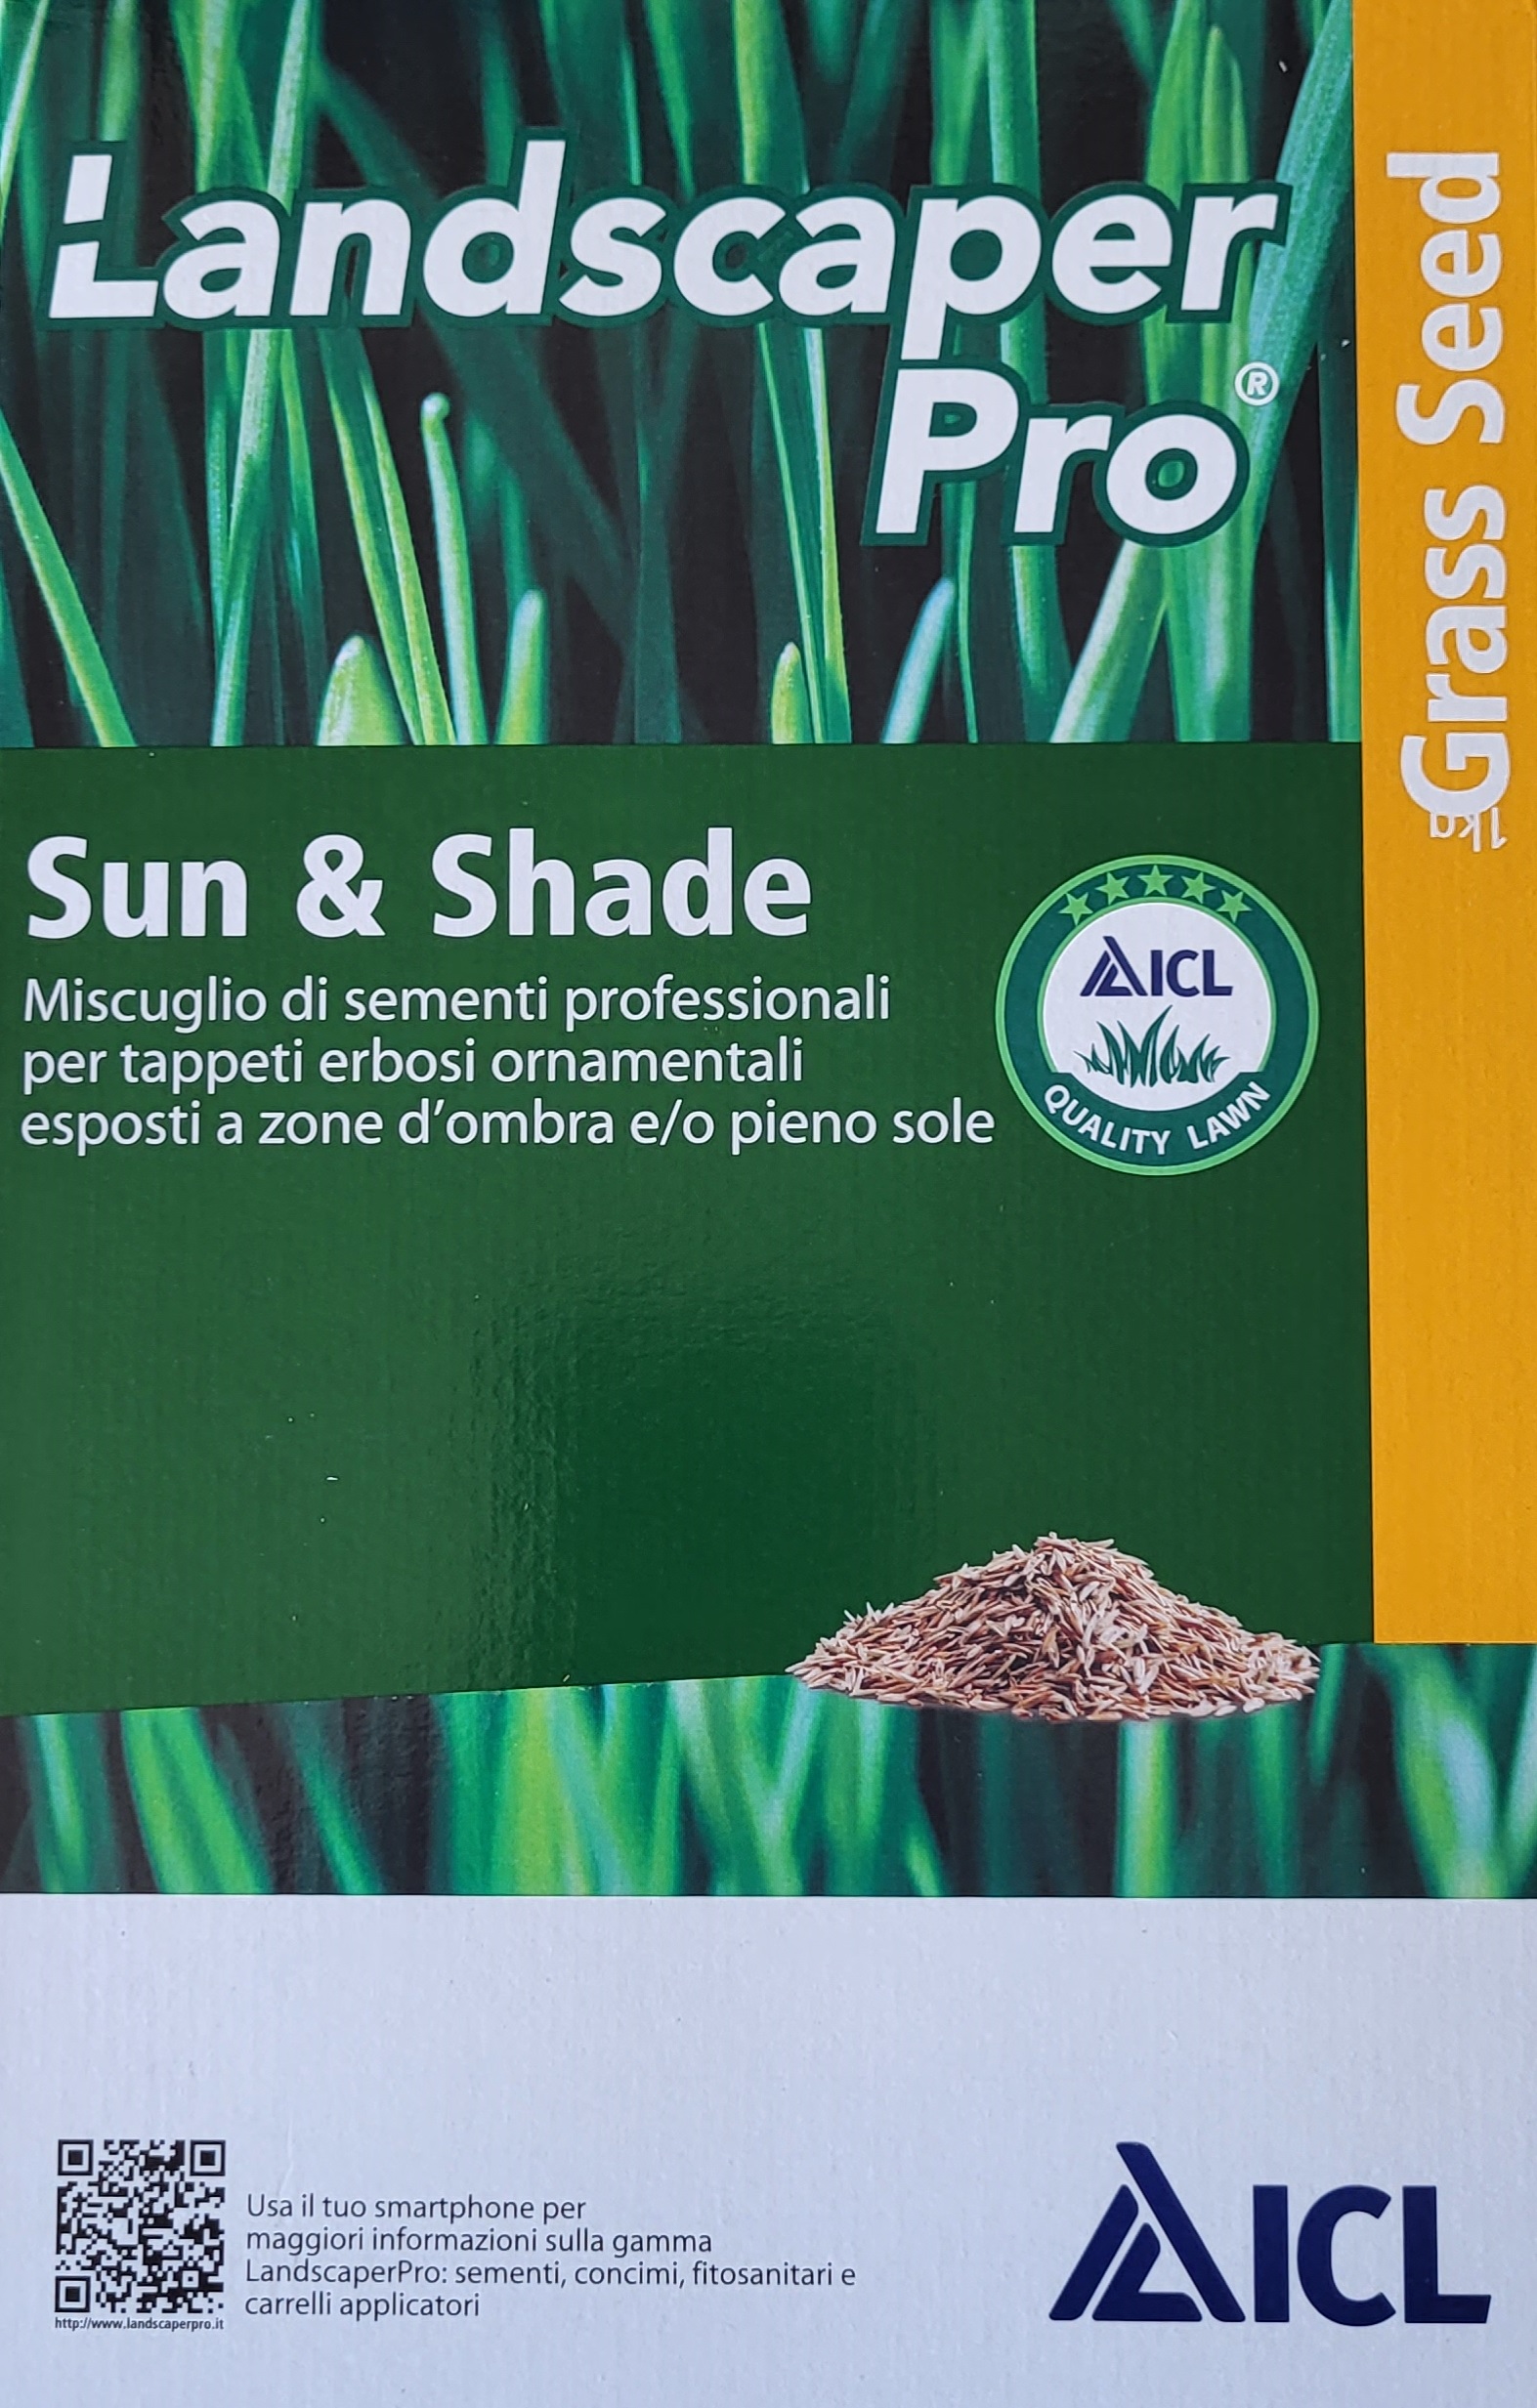 Landscaper
Pro®
Grass Seed
1kg
Sun & Shade
Miscuglio di sementi professionali
per tappeti erbosi ornamentali
esposti a zone d'ombra e/o pieno sole
ICL
QUALITY LAWN
Usa il tuo smartphone per
maggiori informazioni sulla gamma
LandscaperPro: sementi, concimi, fitosanitari e
carrelli applicatori
http://www.landscaperpro.it
ICL